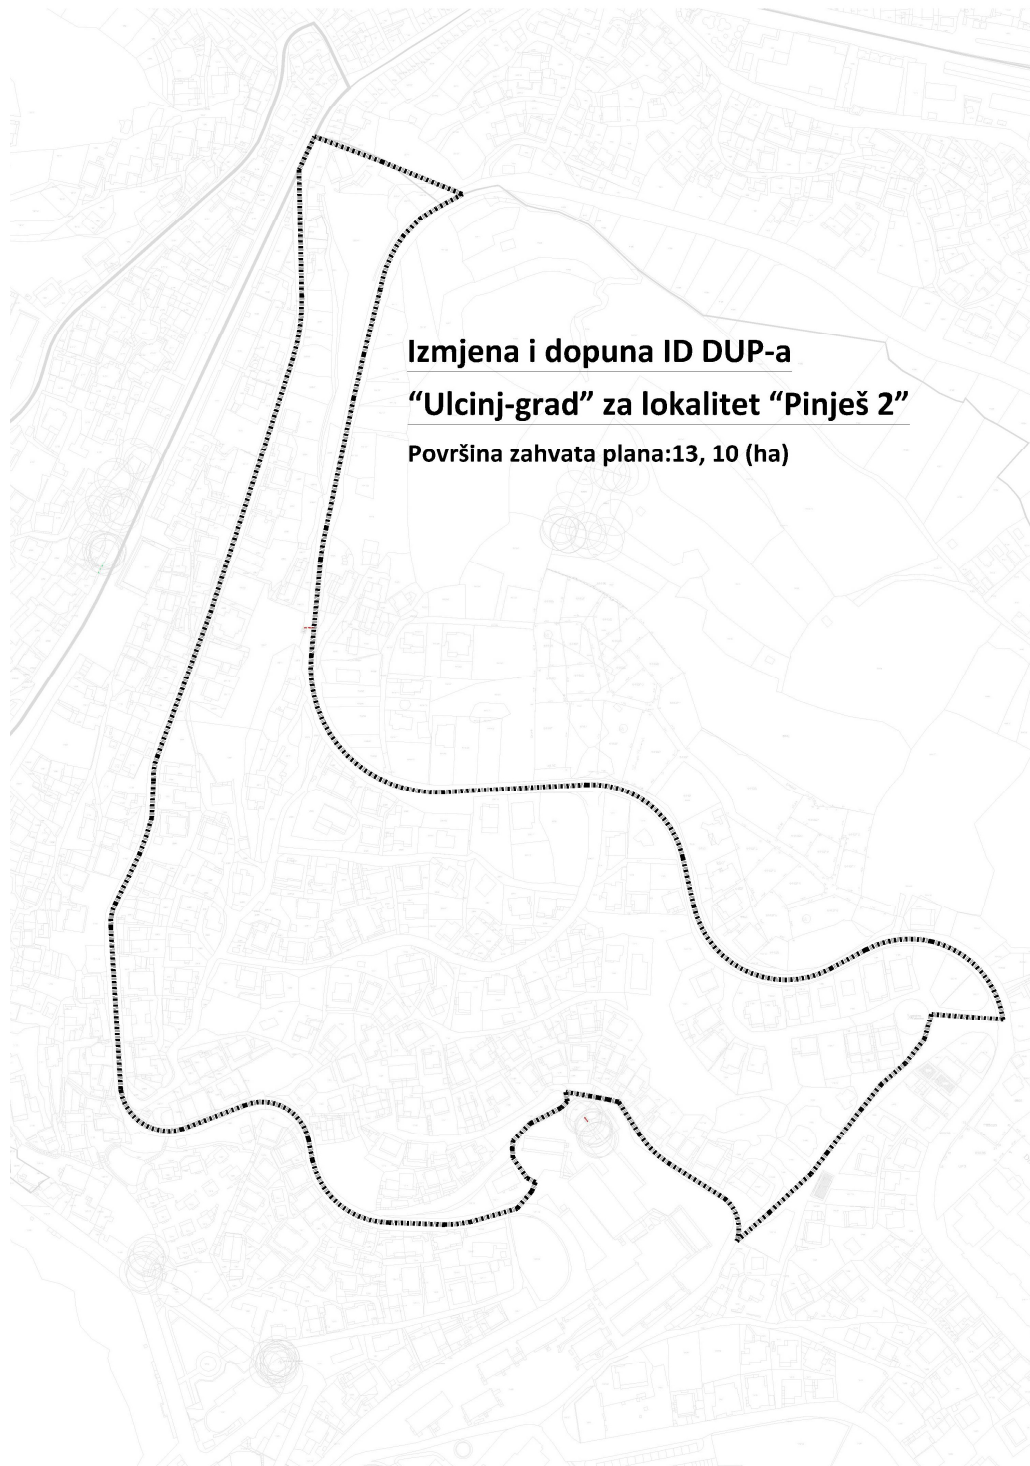 Izmjena i dopuna ID DUP-a
“Ulcinj-grad” za lokalitet “Pinješ 2”
Površina zahvata plana:13, 10 (ha)